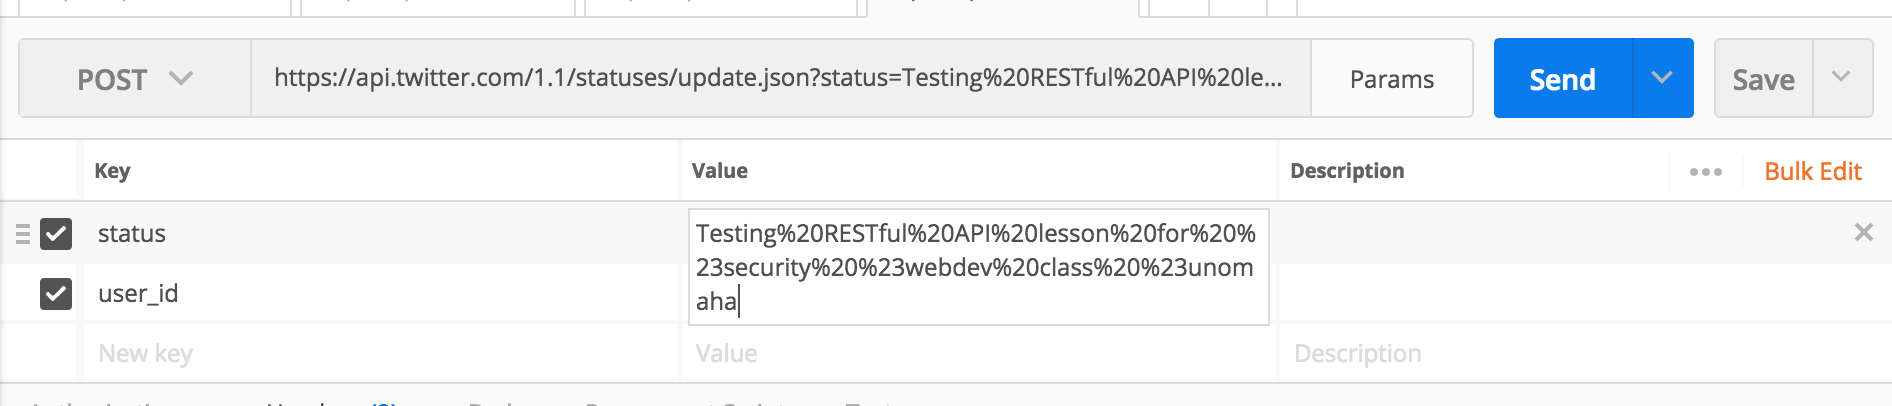 POST
https://api.twitter.com/1.1/statuses/update.json?status=Testing%20RESTful%20API%20le...
Params
Send
Save
Key
Value
Description
Bulk Edit
status
Testing%20RESTful%20API%20lesson%20for%20%
23security%20%23webdev%20class%20%23unom
aha
user_id
New key
Value
Description